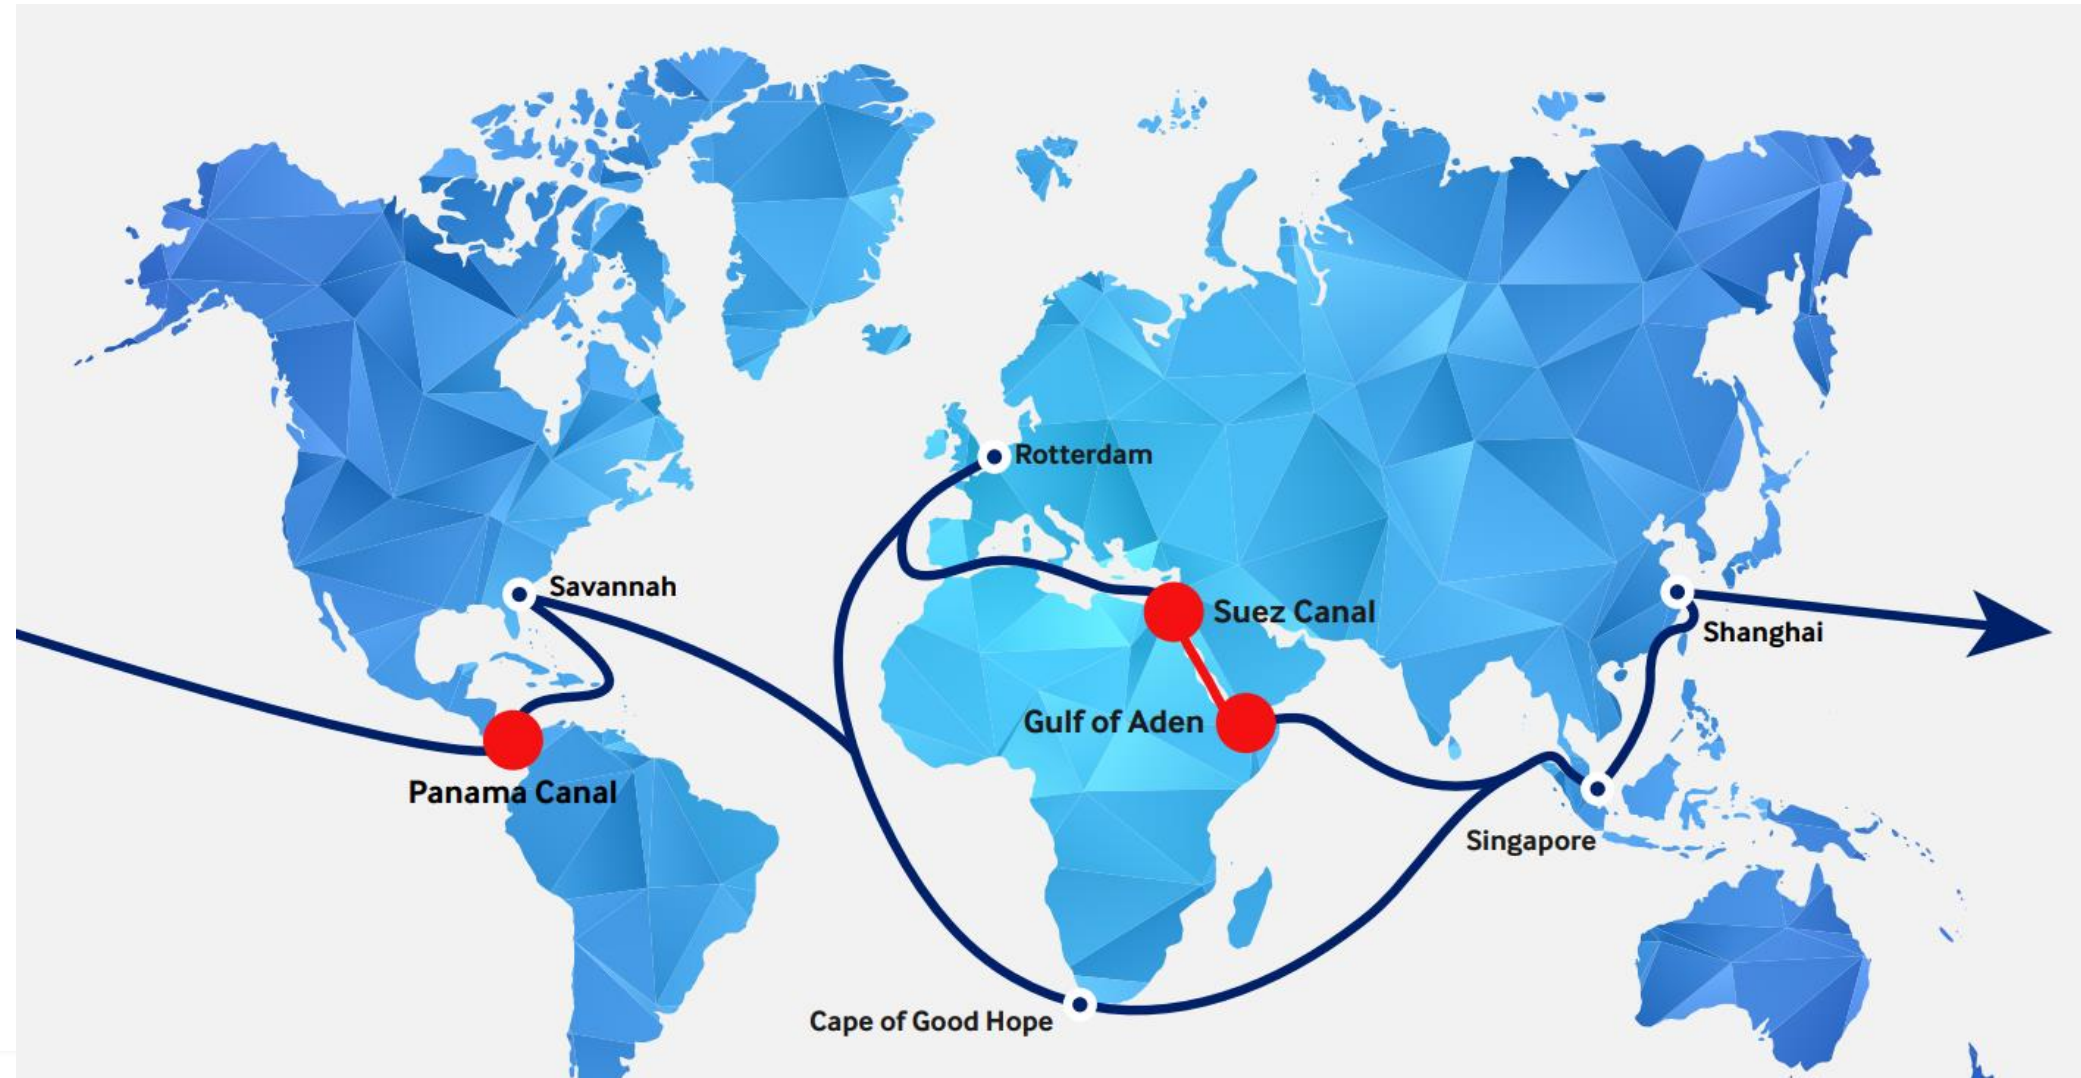 Rotterdam
Savannah
Suez Canal
Shanghai
Gulf of Aden
Panama Canal
Singapore
Cape of Good Hope